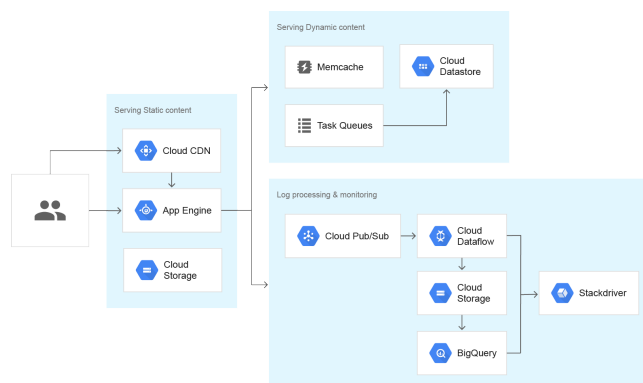 Serving Dynamic content
Memcache
Cloud
Datastore
Task Queues
Serving Static content
Cloud CDN
App Engine
Cloud
Storage
Log processing & monitoring
Cloud Pub/Sub
Cloud
Dataflow
Cloud
Storage
BigQuery
Stackdriver